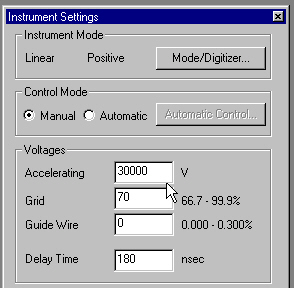 Instrument Settings
Instrument Mode
Linear Positive Mode/Digitizer...
Control Mode
Manual Automatic Automatic Control...
Voltages
Accelerating 30000 V
Grid 70 66.7 - 99.9%
Guide Wire 0 0.000 - 0.300%
Delay Time 180 nsec